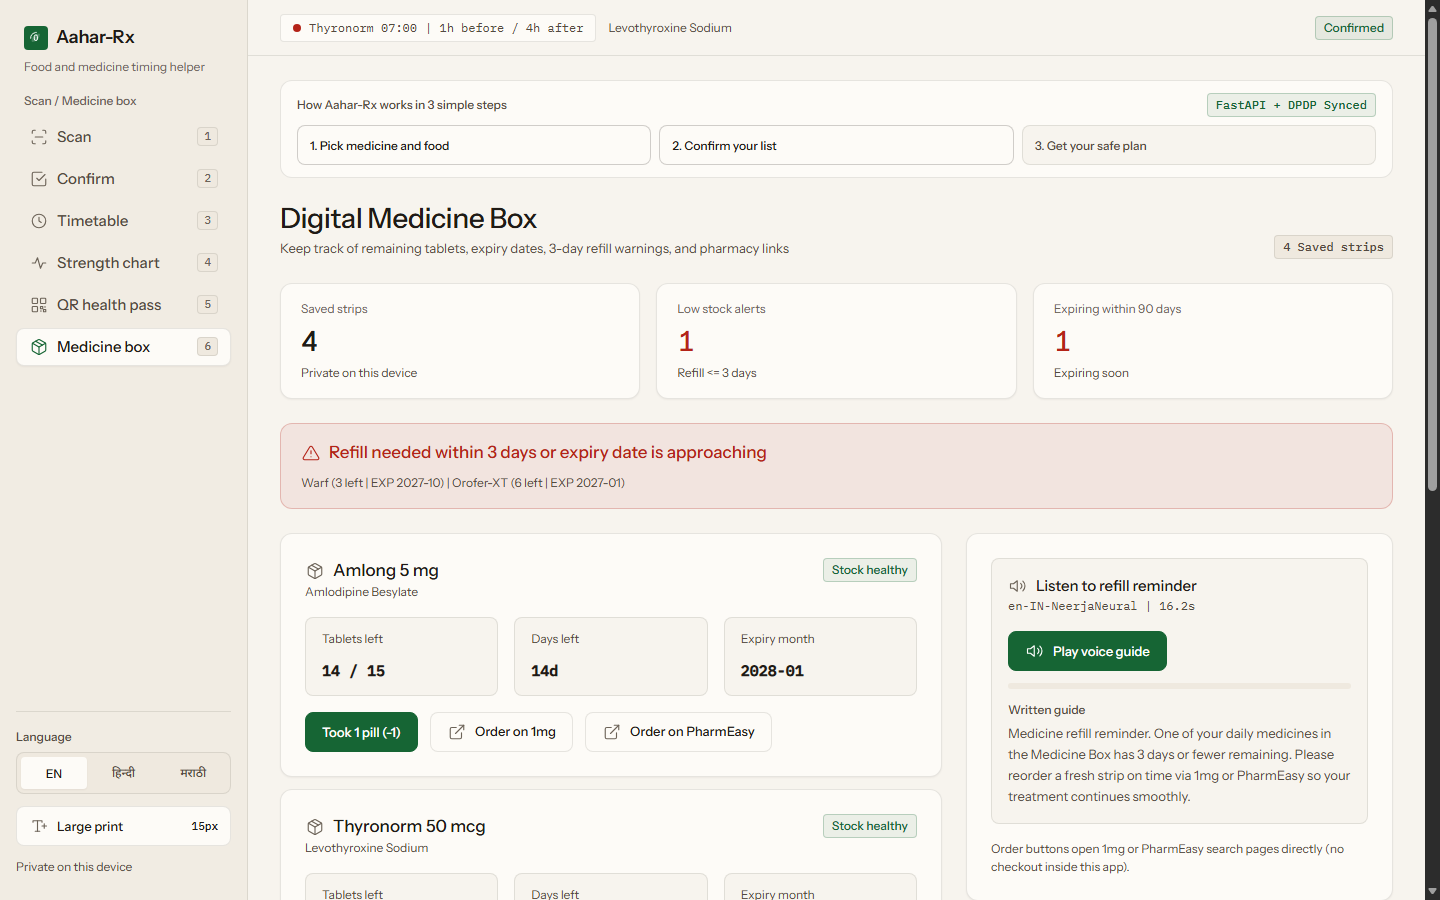 Aahar-Rx
Food and medicine timing helper
Scan / Medicine box
Scan 1
Confirm 2
Timetable 3
Strength chart 4
QR health pass 5
Medicine box 6
Language
EN हिन्दी मराठी
Large print 15px
Private on this device
Thyronorm 07:00 | 1h before / 4h after
Levothyroxine Sodium
Confirmed
How Aahar-Rx works in 3 simple steps
FastAPI + DPDP Synced
1. Pick medicine and food
2. Confirm your list
3. Get your safe plan
Digital Medicine Box
Keep track of remaining tablets, expiry dates, 3-day refill warnings, and pharmacy links
4 Saved strips
Saved strips
4
Private on this device
Low stock alerts
1
Refill <= 3 days
Expiring within 90 days
1
Expiring soon
Refill needed within 3 days or expiry date is approaching
Warf (3 left | EXP 2027-10) | Orofer-XT (6 left | EXP 2027-01)
Amlong 5 mg
Amlodipine Besylate
Stock healthy
Tablets left
14 / 15
Days left
14d
Expiry month
2028-01
Took 1 pill (-1)
Order on 1mg
Order on PharmEasy
Thyronorm 50 mcg
Levothyroxine Sodium
Stock healthy
Tablets left
Days left
Expiry month
Listen to refill reminder
en-IN-NeerjaNeural | 16.2s
Play voice guide
Written guide
Medicine refill reminder. One of your daily medicines in
the Medicine Box has 3 days or fewer remaining. Please
reorder a fresh strip on time via 1mg or PharmEasy so your
treatment continues smoothly.
Order buttons open 1mg or PharmEasy search pages directly (no
checkout inside this app).